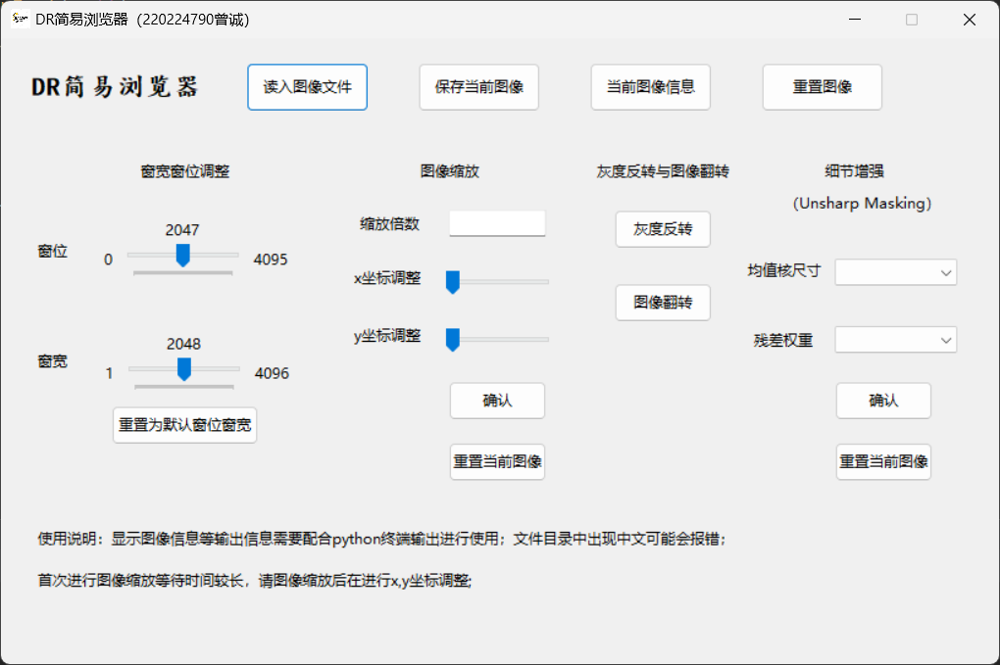 DR简易浏览器（220224790曾诚）
DR简易浏览器
读入图像文件
保存当前图像
当前图像信息
重置图像
窗宽窗位调整
图像缩放
灰度反转与图像翻转
细节增强
(Unsharp Masking)
窗位
2047
0
4095
窗宽
2048
1
4096
重置为默认窗位窗宽
缩放倍数
x坐标调整
y坐标调整
确认
重置当前图像
灰度反转
图像翻转
均值核尺寸
残差权重
确认
重置当前图像
使用说明：显示图像信息等输出信息需要配合python终端输出进行使用；文件目录中出现中文可能会报错；
首次进行图像缩放等待时间较长，请图像缩放后在进行x,y坐标调整;